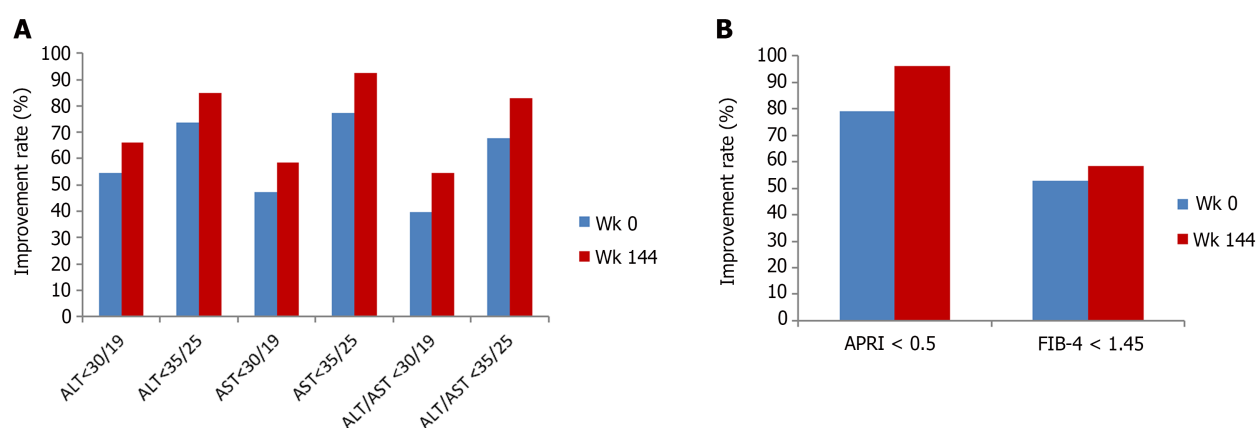 A
Improvement rate (%)
100
90
80
70
60
50
40
30
20
10
0
ALT<30/19
ALT<35/25
AST<30/19
AST<35/25
ALT/AST <30/19
ALT/AST <35/25
Wk 0
Wk 144
B
Improvement rate (%)
100
90
80
70
60
50
40
30
20
10
0
APRI < 0.5
FIB-4 < 1.45
Wk 0
Wk 144